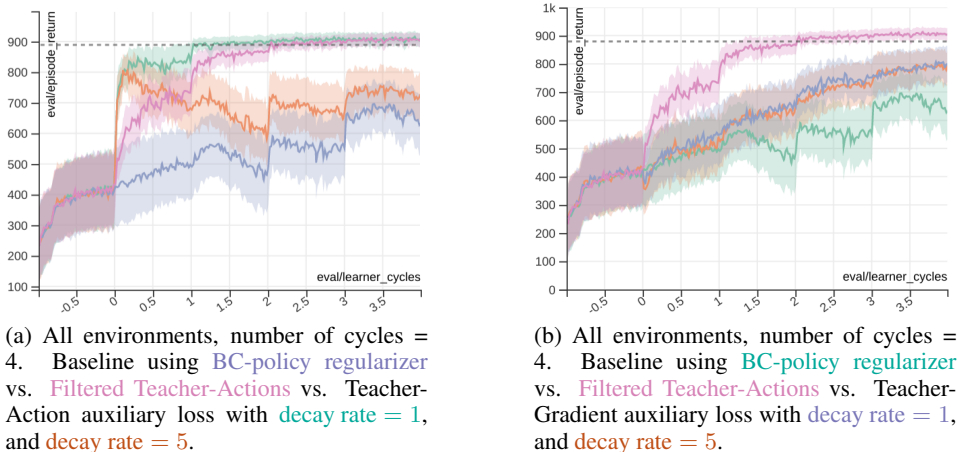 900
800
700
600
500
400
300
200
100
eval/episode_return
eval/learner_cycles
-0.5
0
0.5
1
1.5
2
2.5
3
3.5
1k
900
800
700
600
500
400
300
200
100
0
eval/episode_return
eval/learner_cycles
-0.5
0
0.5
1
1.5
2
2.5
3
3.5
(a) All environments, number of cycles =
4. Baseline using BC-policy regularizer
vs. Filtered Teacher-Actions vs. Teacher-
Action auxiliary loss with decay rate = 1,
and decay rate = 5.
(b) All environments, number of cycles =
4. Baseline using BC-policy regularizer
vs. Filtered Teacher-Actions vs. Teacher-
Gradient auxiliary loss with decay rate = 1,
and decay rate = 5.